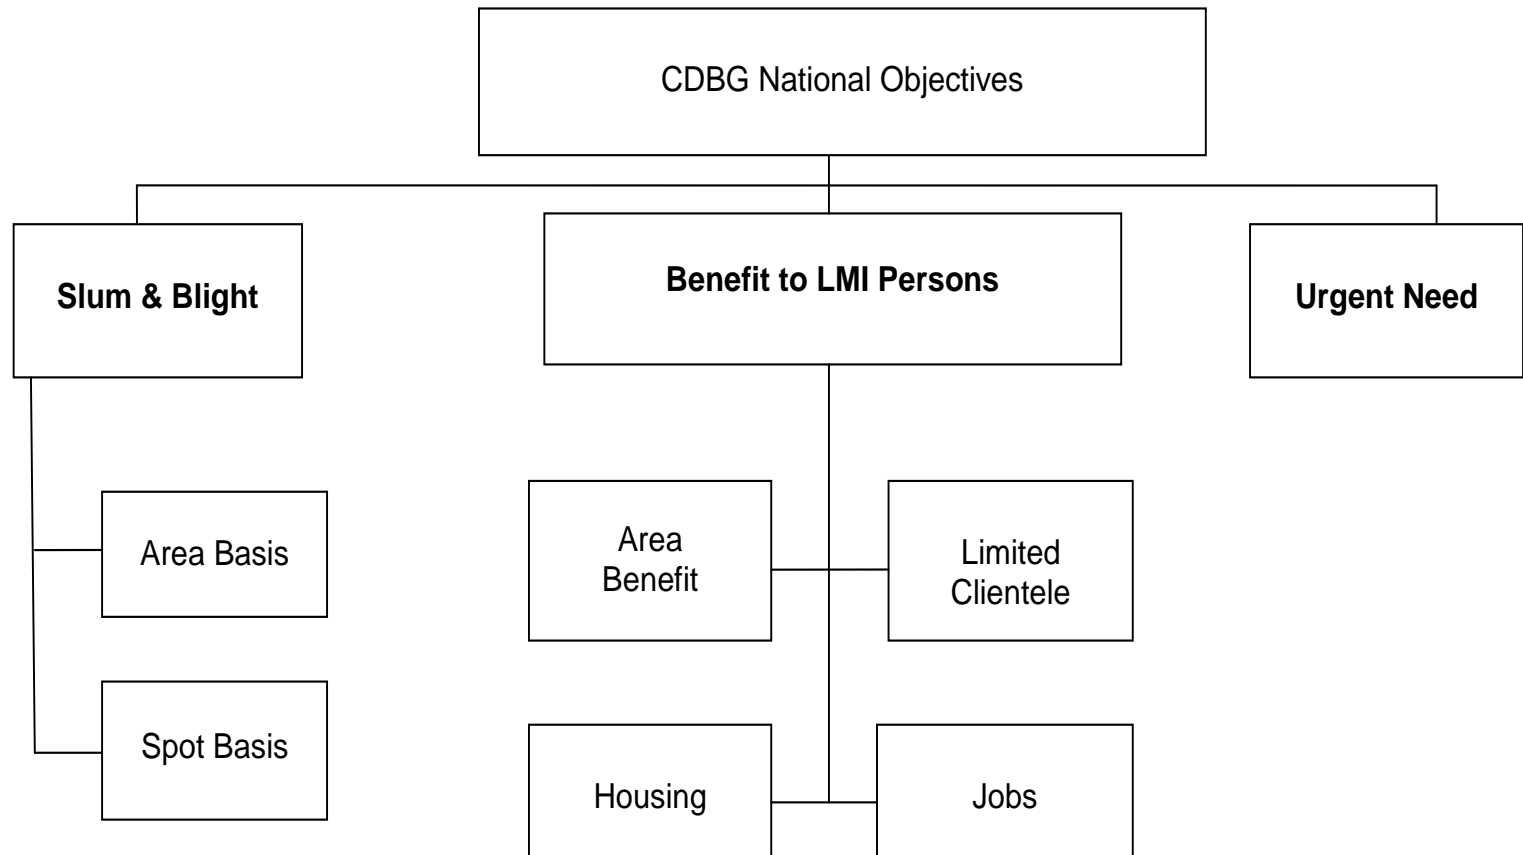 CDBG National Objectives
Slum & Blight
Benefit to LMI Persons
Urgent Need
Area Basis
Spot Basis
Area
Benefit
Limited
Clientele
Housing
Jobs